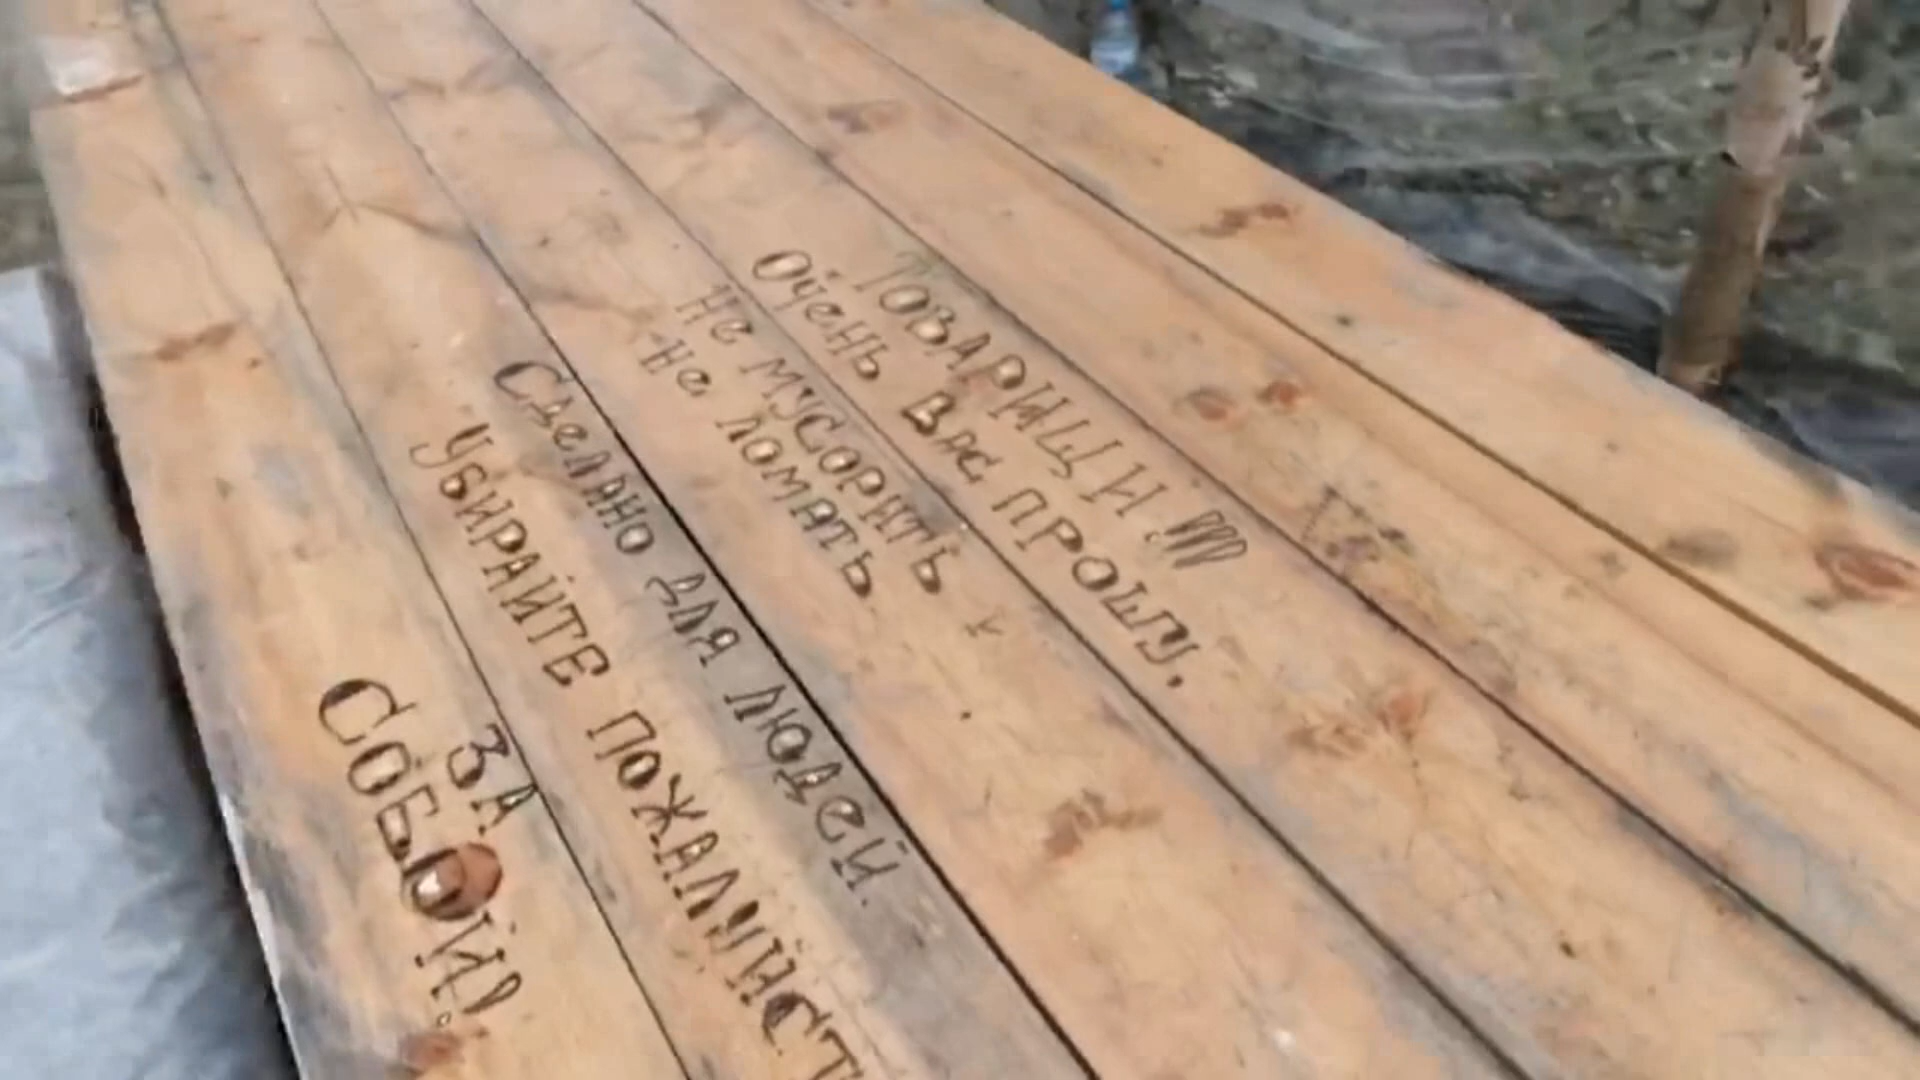 ТОВАРИЩИ!!!
Очень Вас прошу.
Не мусорить
Не ломать
Сделано для людей
Убирайте пожалуйст
за
Собой!